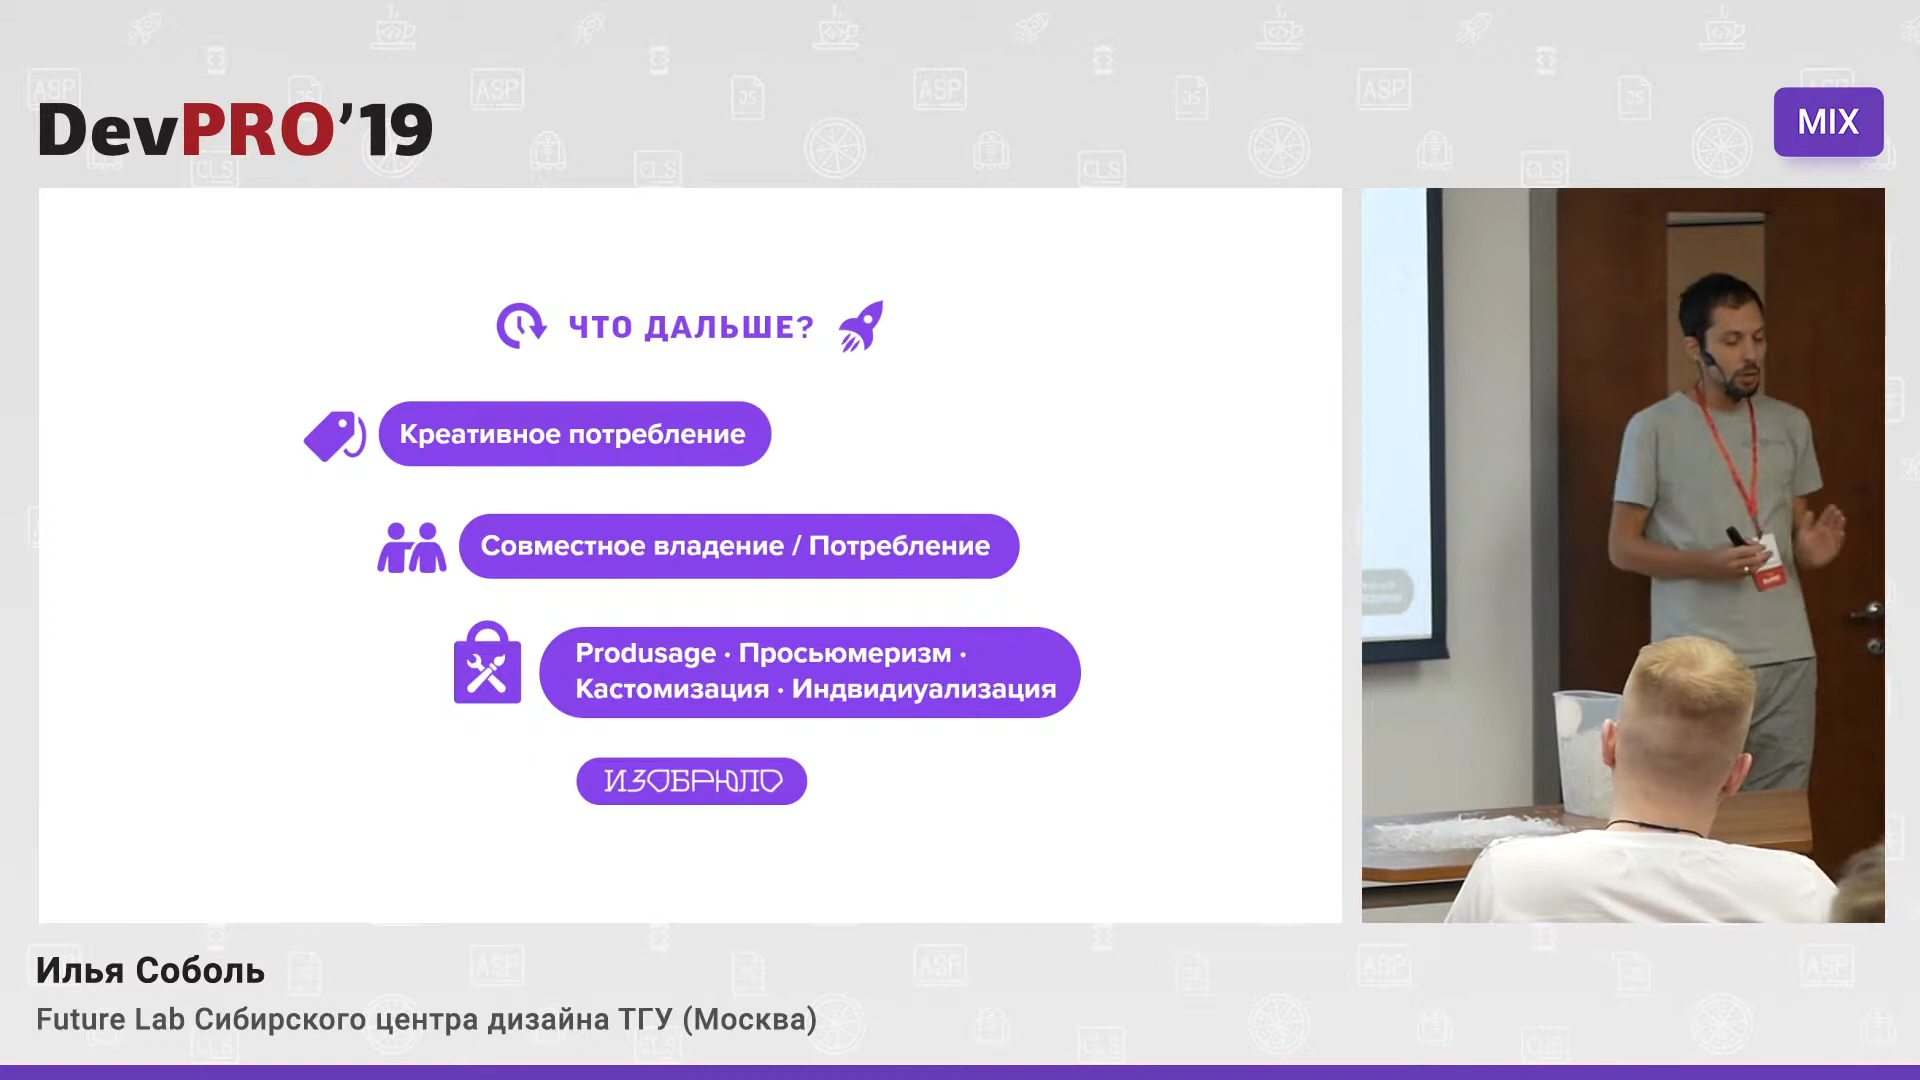 DevPRO’19
MIX
ЧТО ДАЛЬШЕ?
Креативное потребление
Совместное владение / Потребление
Produsage · Просьюмеризм ·
Кастомизация · Индвидиуализация
ИЗОБРЮЛО
Илья Соболь
Future Lab Сибирского центра дизайна ТГУ (Москва)